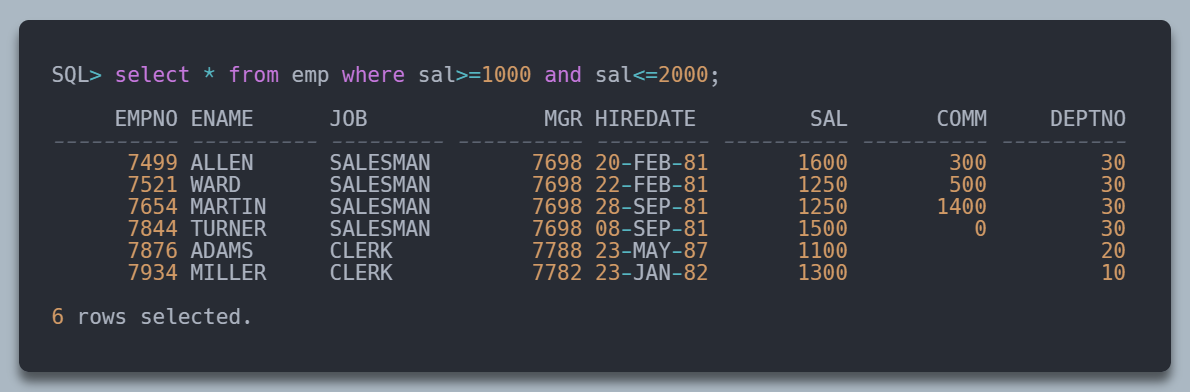 SQL> select * from emp where sal>=1000 and sal<=2000;
     EMPNO ENAME      JOB              MGR HIREDATE         SAL       COMM     DEPTNO
---------- ---------- --------- ---------- --------- ---------- ---------- ----------
      7499 ALLEN      SALESMAN        7698 20-FEB-81       1600        300         30
      7521 WARD       SALESMAN        7698 22-FEB-81       1250        500         30
      7654 MARTIN     SALESMAN        7698 28-SEP-81       1250       1400         30
      7844 TURNER     SALESMAN        7698 08-SEP-81       1500          0         30
      7876 ADAMS      CLERK           7788 23-MAY-87       1100                    20
      7934 MILLER     CLERK           7782 23-JAN-82       1300                    10
6 rows selected.